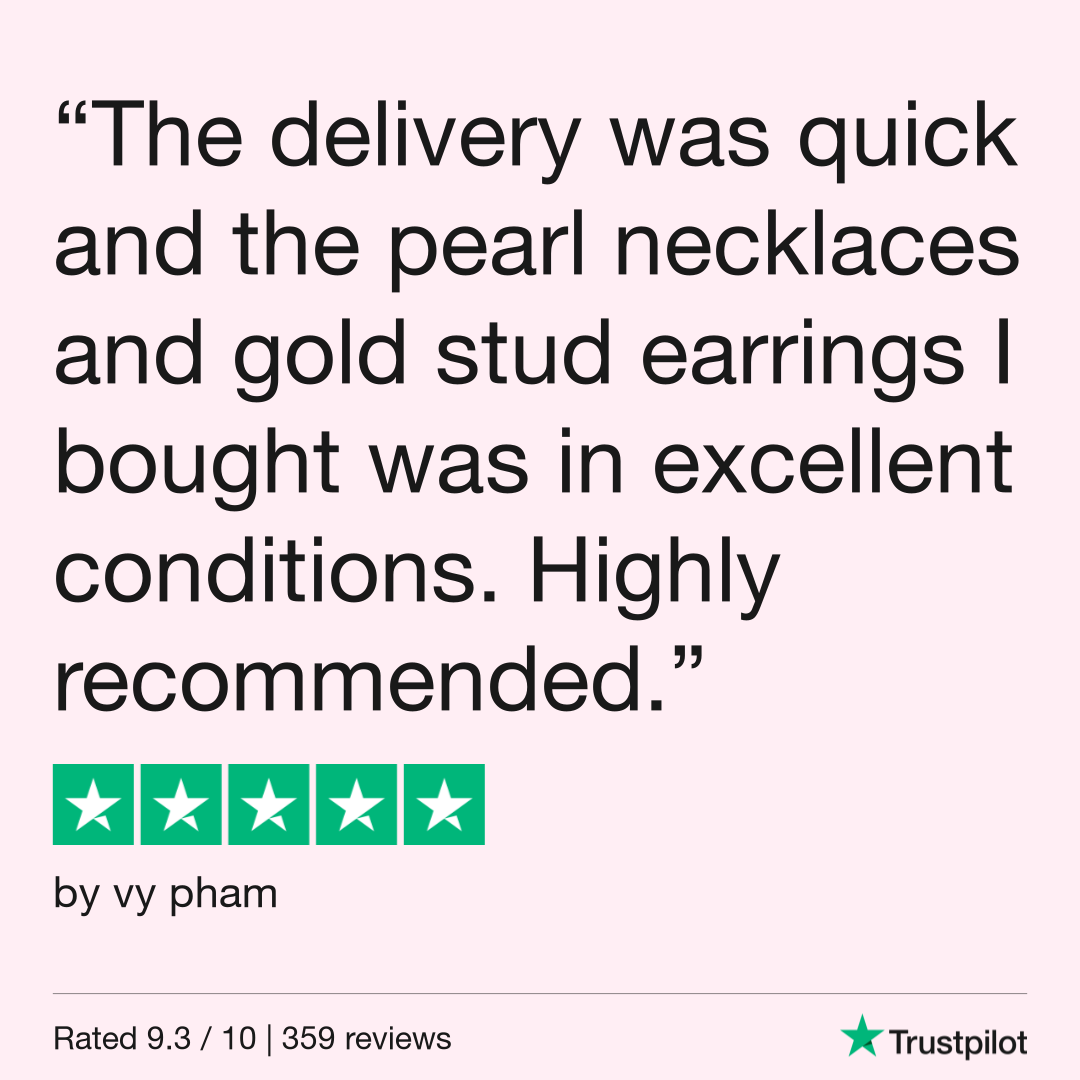 “The delivery was quick
and the pearl necklaces
and gold stud earrings I
bought was in excellent
conditions. Highly
recommended.”
by vy pham
Rated 9.3 / 10 | 359 reviews
Trustpilot